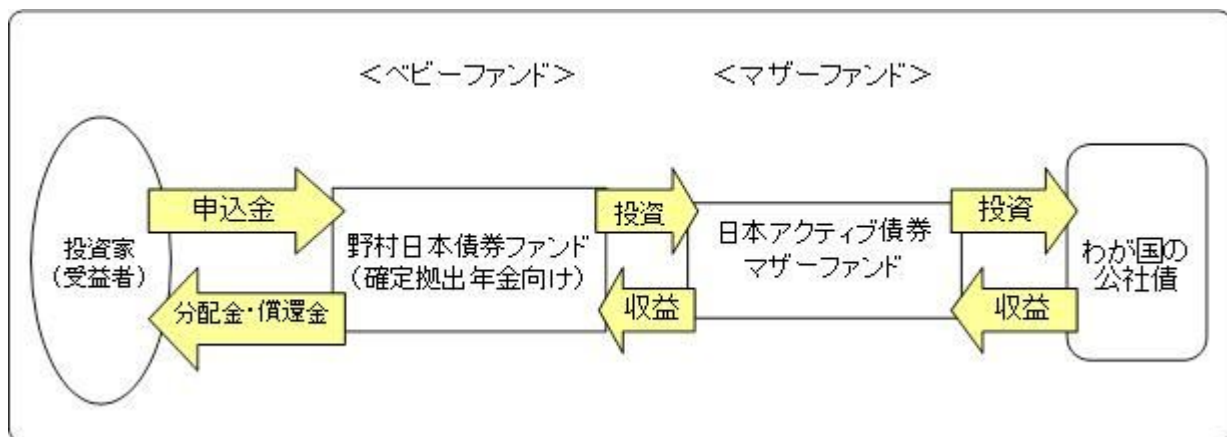 ＜ベビーファンド＞
＜マザーファンド＞
投資家
（受益者）
申込金
分配金・償還金
野村日本債券ファンド
（確定拠出年金向け）
投資
収益
日本アクティブ債券
マザーファンド
投資
収益
わが国の
公社債